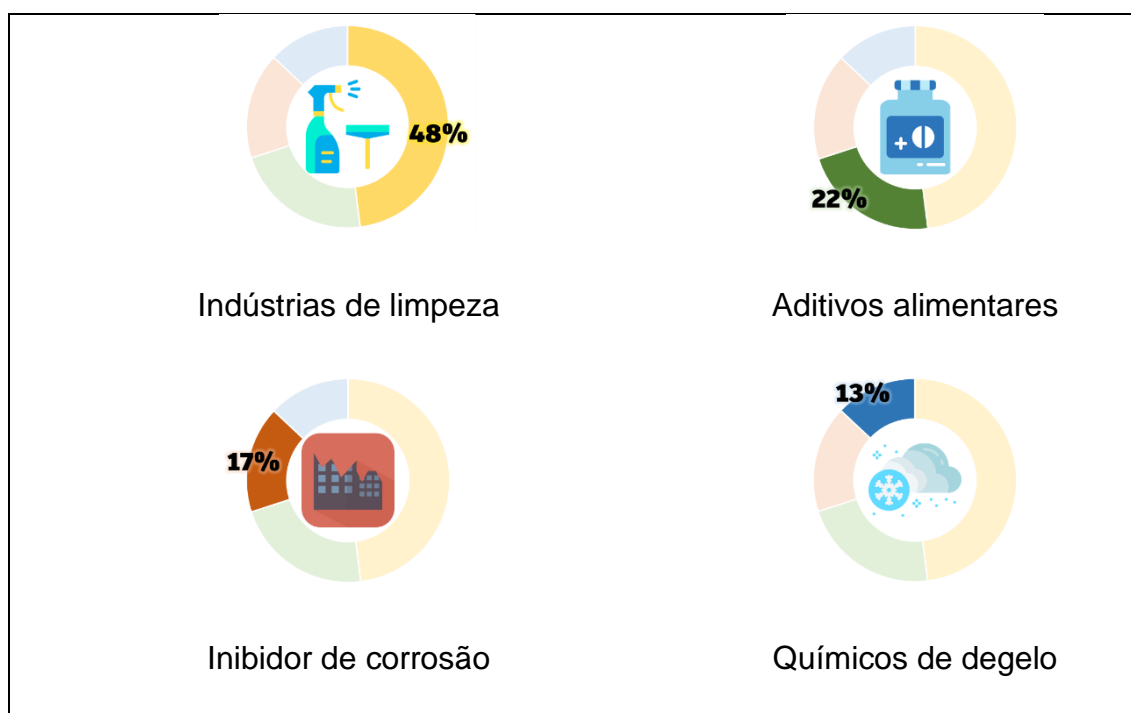 48%
22%
Indústrias de limpeza
Aditivos alimentares
17%
13%
Inibidor de corrosão
Químicos de degelo